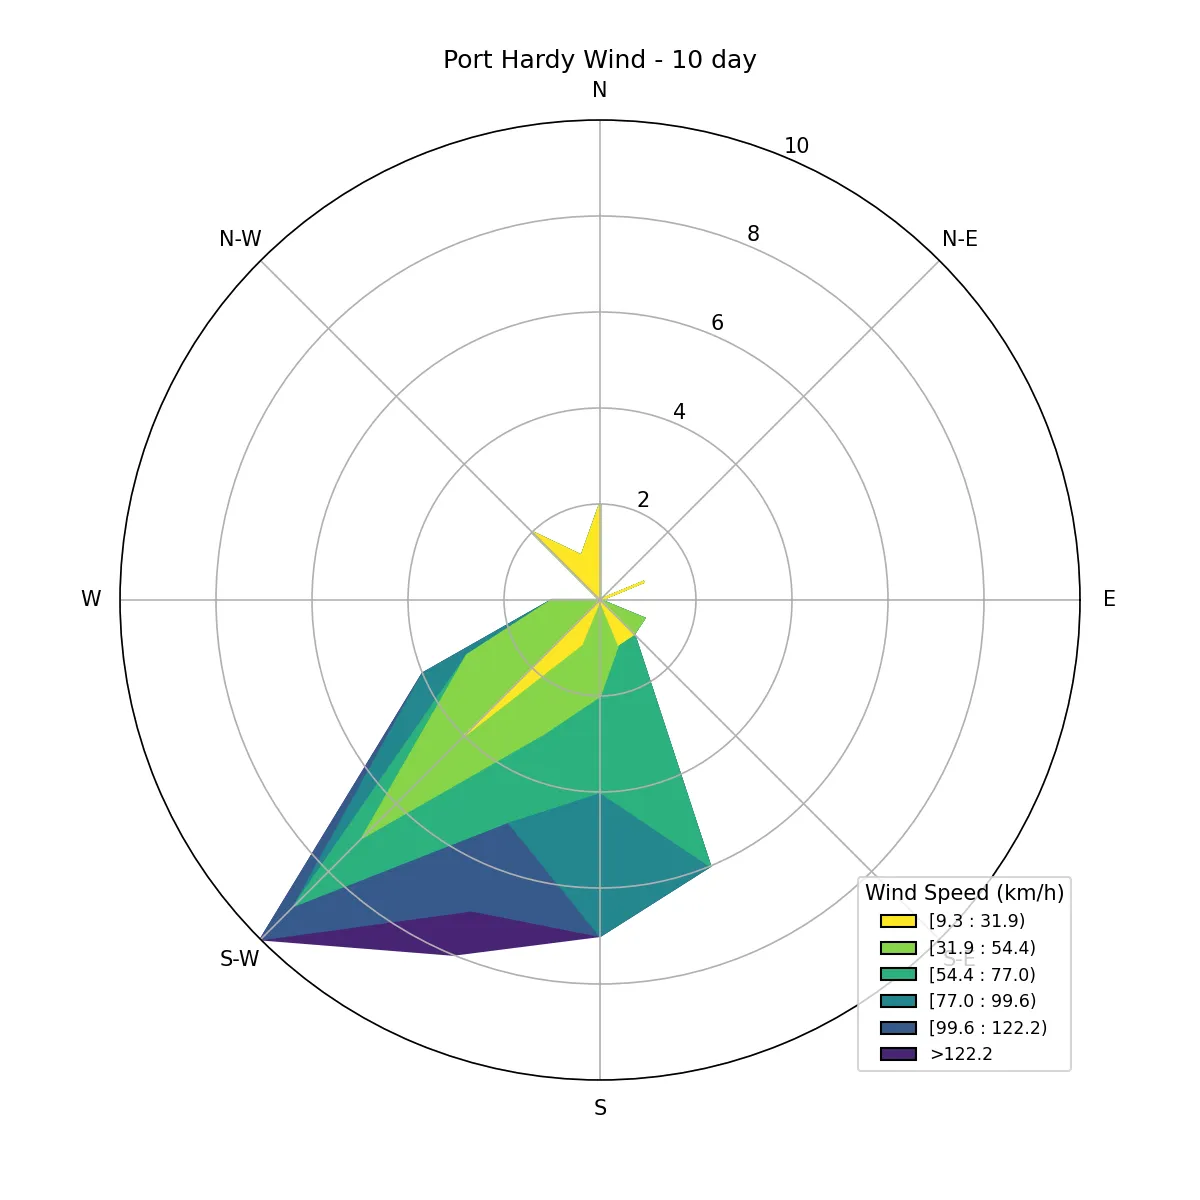 Port Hardy Wind - 10 day
N
10
N-W
N-E
8
6
4
2
W
E
Wind Speed (km/h)
[9.3 : 31.9)
[31.9 : 54.4)
S-W
S-E
[54.4 : 77.0)
[77.0 : 99.6)
[99.6 : 122.2)
>122.2
S